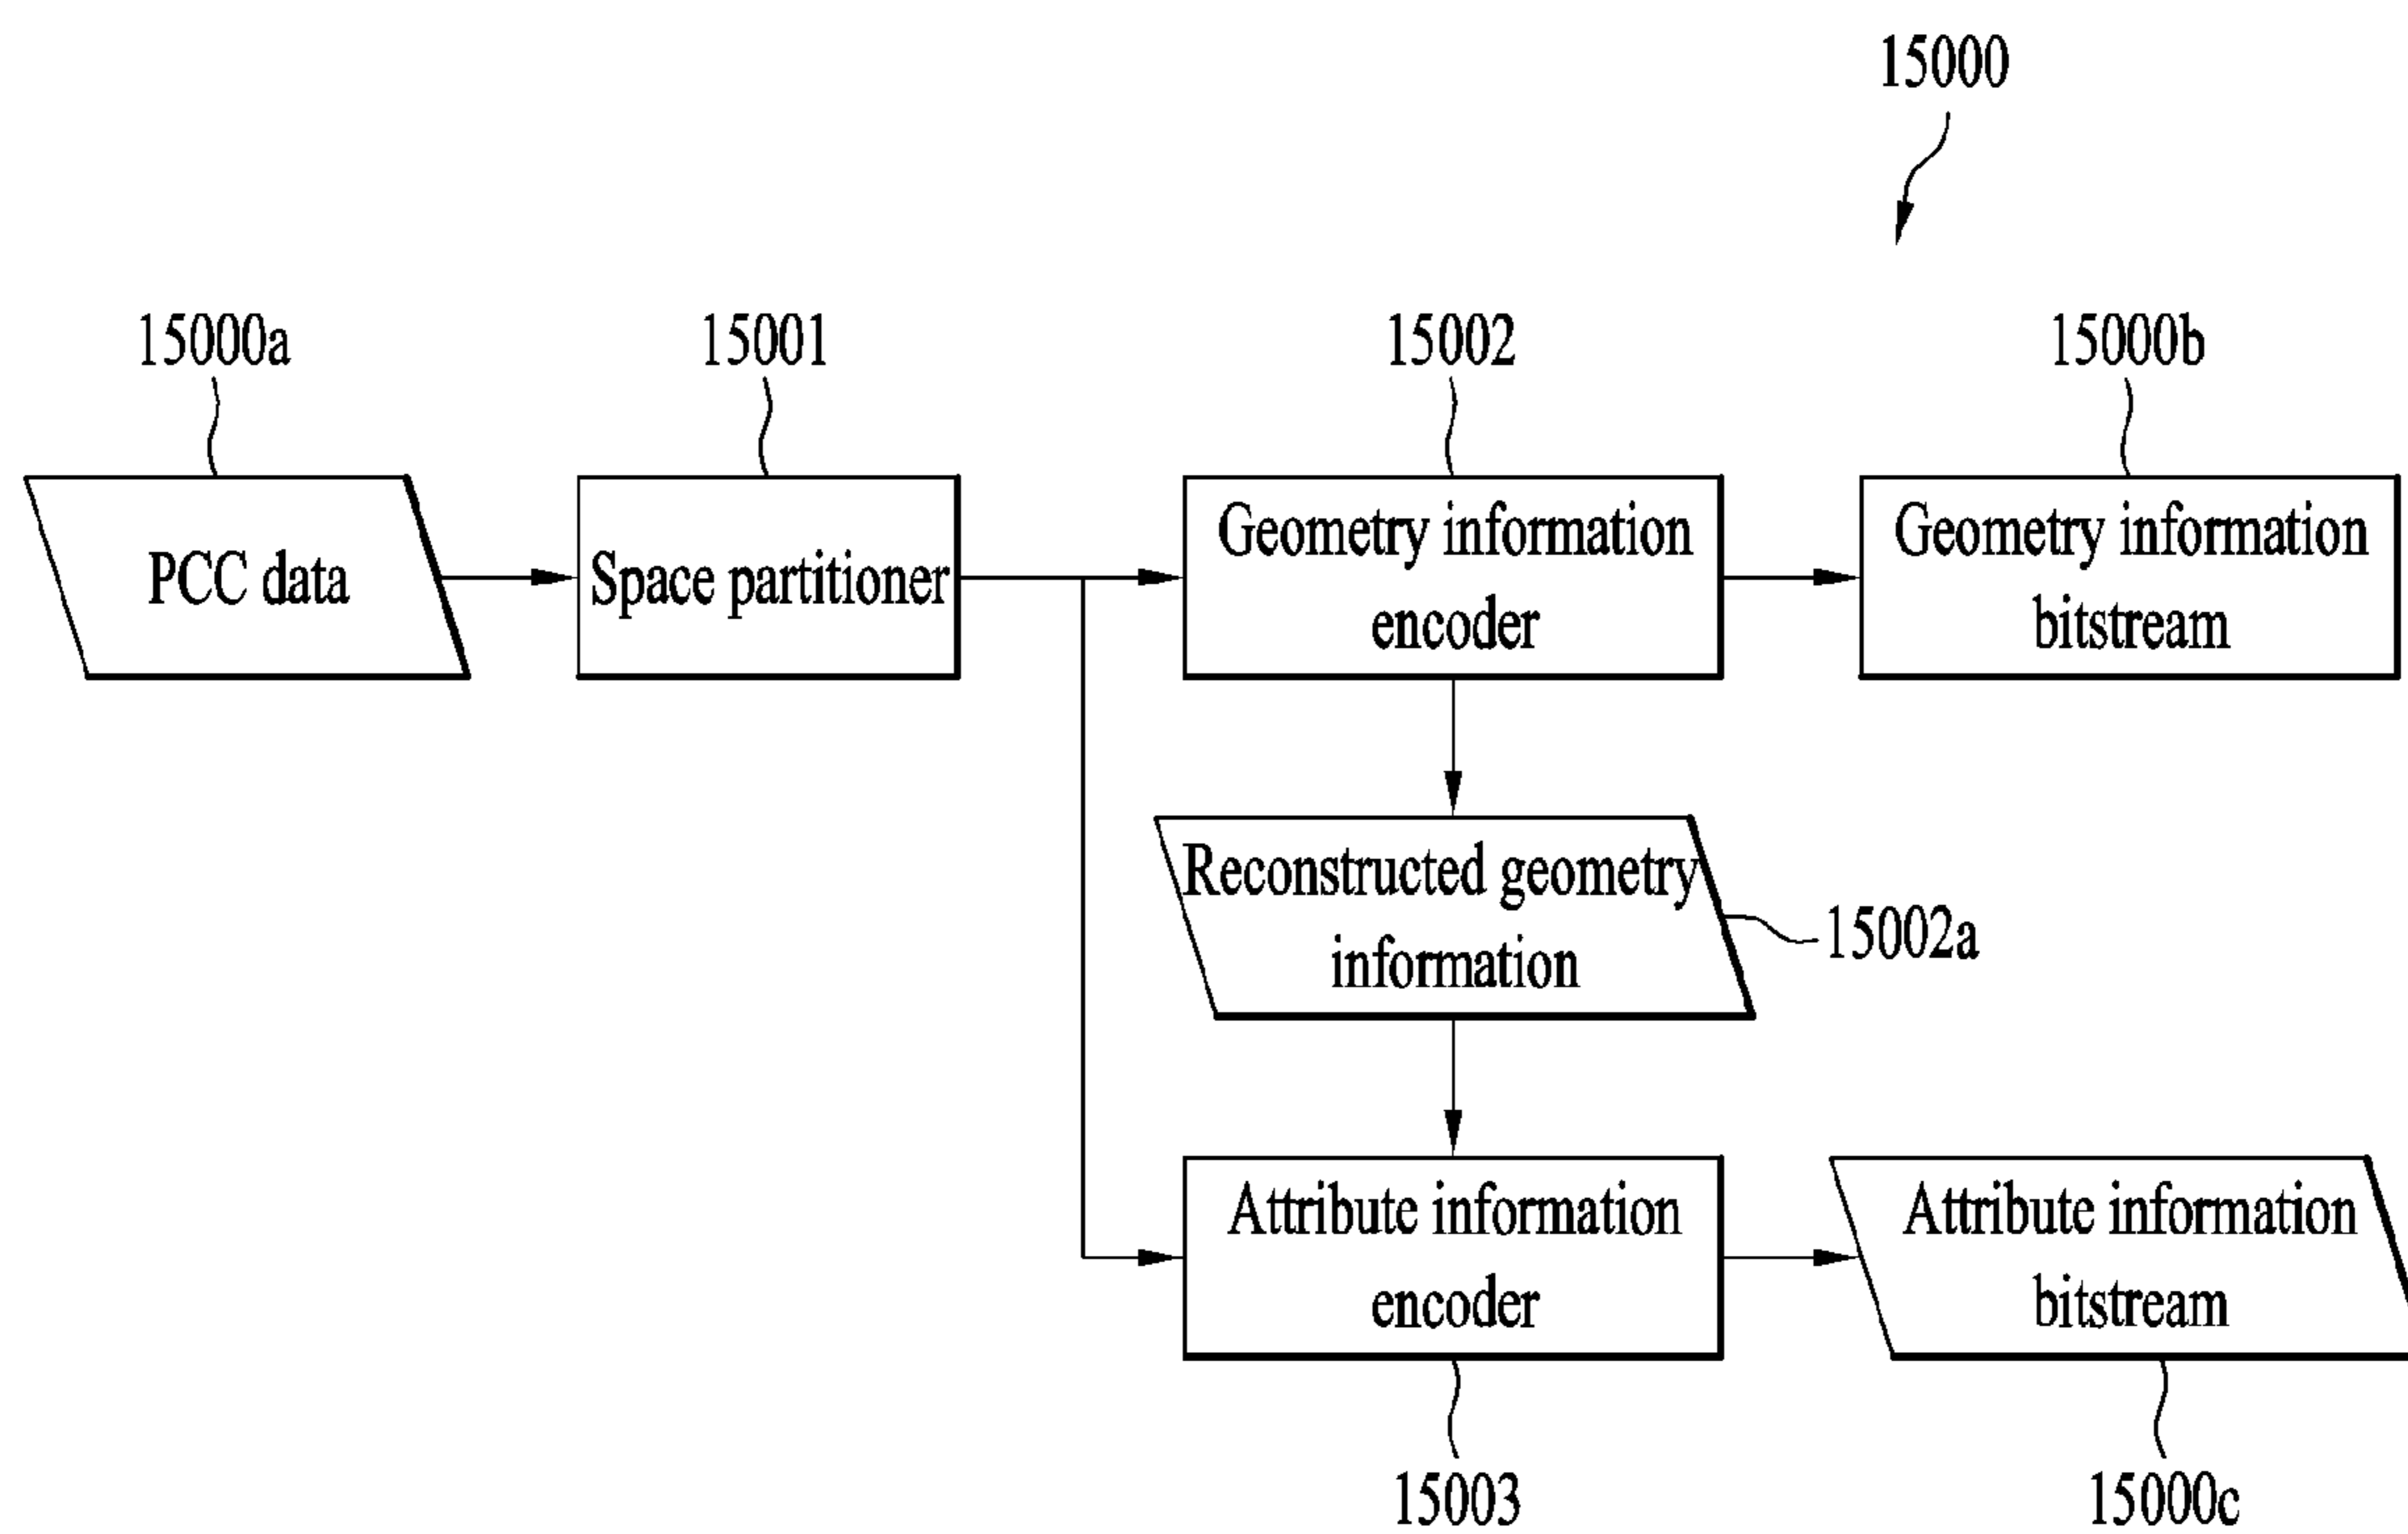 15000
15000a
15001
15002
15000b
PCC data
Space partitioner
Geometry information
encoder
Geometry information
bitstream
Reconstructed geometry
information
15002a
Attribute information
encoder
Attribute information
bitstream
15003
15000c